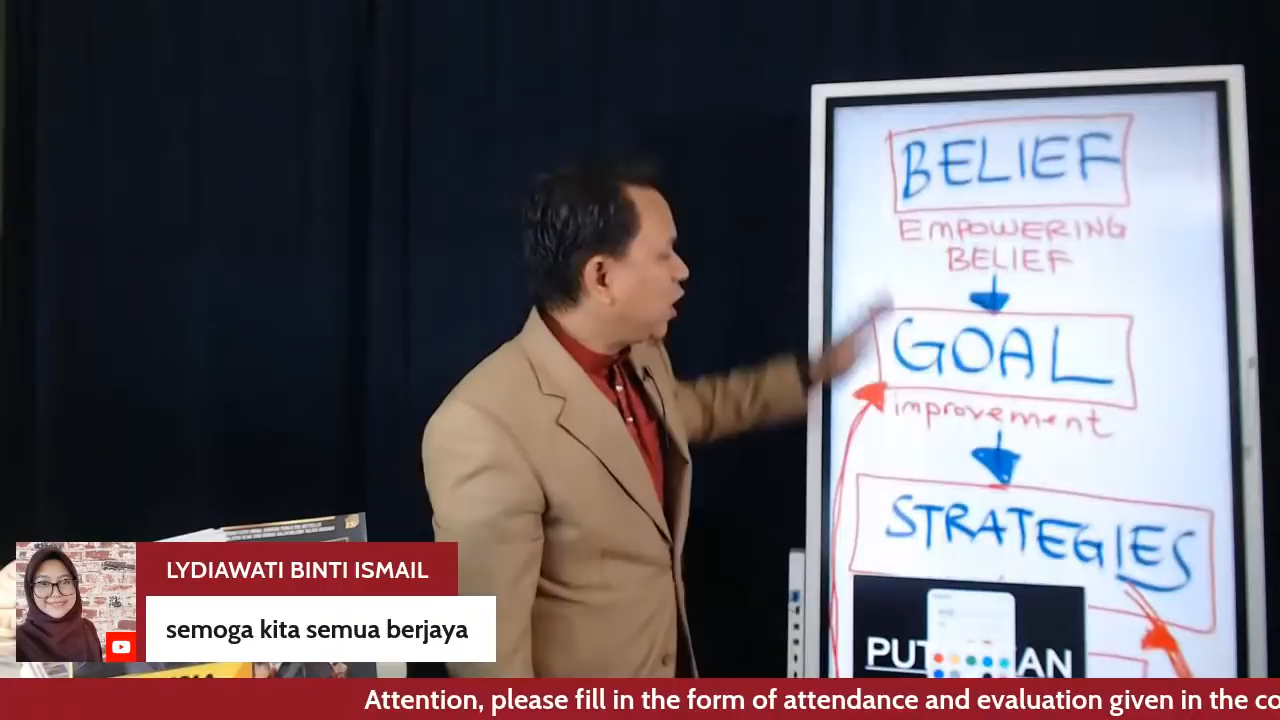 BELIEF
EMPOWERING
BELIEF
GOAL
improvement
STRATEGIES
LYDIAWATI BINTI ISMAIL
semoga kita semua berjaya
Attention, please fill in the form of attendance and evaluation given in the co